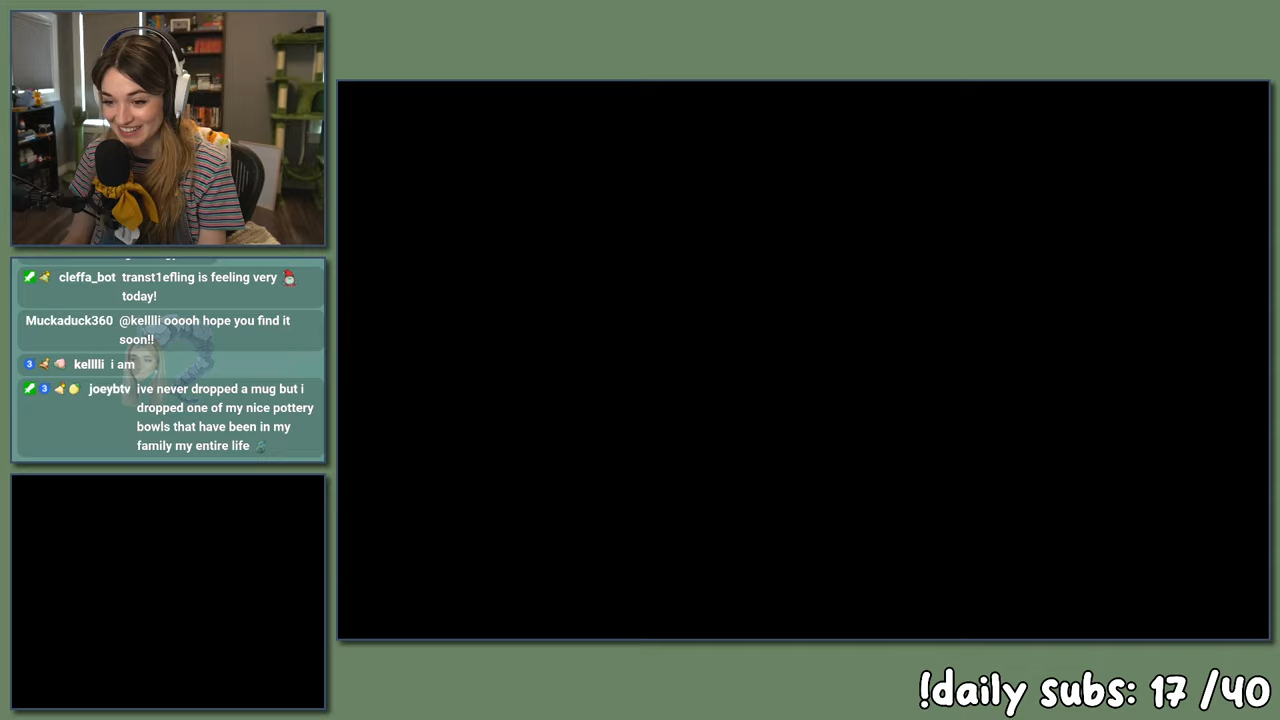 cleffa_bot transt1efling is feeling very
today!
Muckaduck360 @kelllli ooooh hope you find it
soon!!
3 kelllli i am
3 joeybtv ive never dropped a mug but i
dropped one of my nice pottery
bowls that have been in my
family my entire life
!daily subs: 17 /40